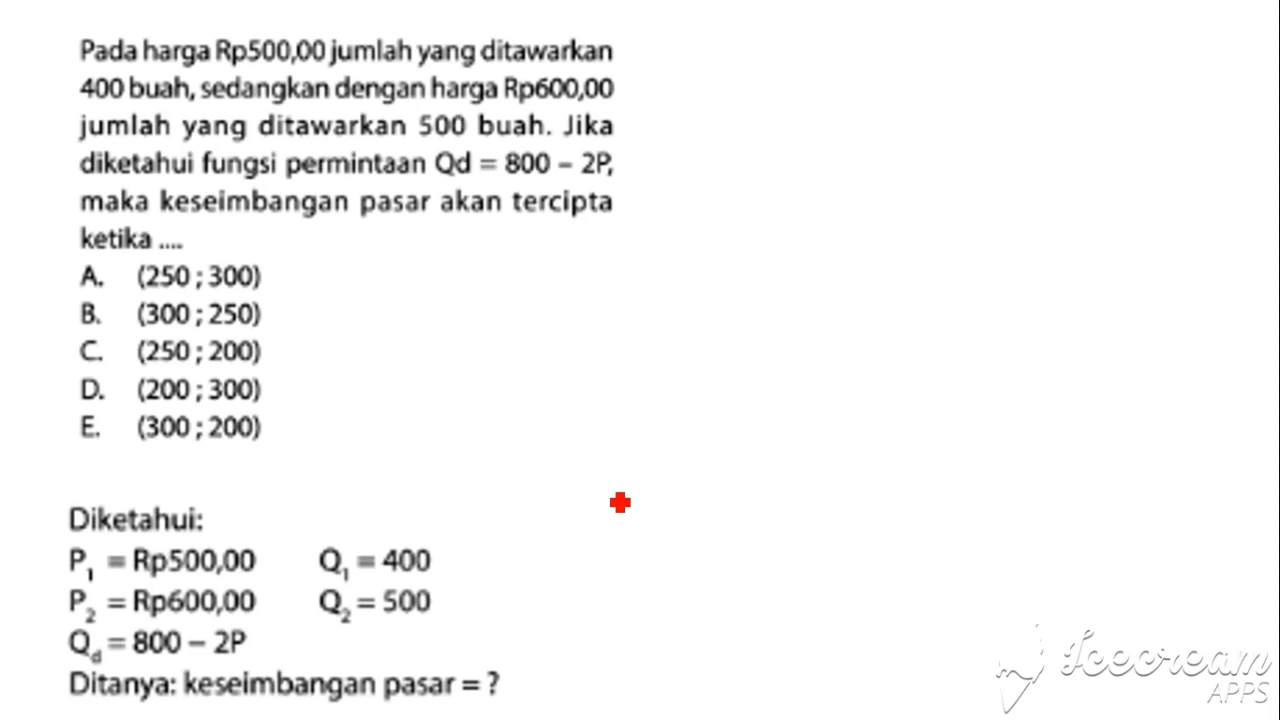 Pada harga Rp500,00 jumlah yang ditawarkan
400 buah, sedangkan dengan harga Rp600,00
jumlah yang ditawarkan 500 buah. Jika
diketahui fungsi permintaan Qd = 800 – 2P,
maka keseimbangan pasar akan tercipta
ketika ....
A. (250 ; 300)
B. (300 ; 250)
C. (250 ; 200)
D. (200 ; 300)
E. (300 ; 200)
Diketahui:
P₁ = Rp500,00 Q₁ = 400
P₂ = Rp600,00 Q₂ = 500
Q_d = 800 – 2P
Ditanya: keseimbangan pasar = ?
Icecream
APPS